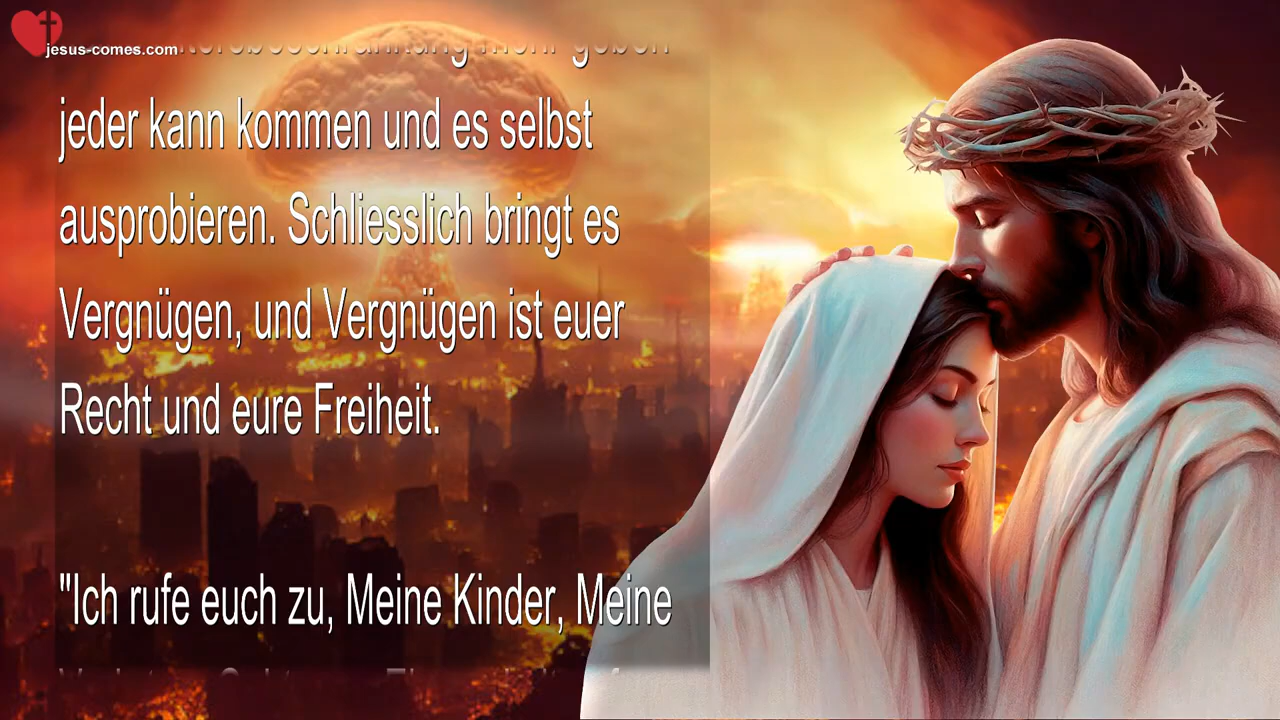 jesus-comes.com
jeder kann kommen und es selbst
ausprobieren. Schliesslich bringt es
Vergnügen, und Vergnügen ist euer
Recht und eure Freiheit.
"Ich rufe euch zu, Meine Kinder, Meine